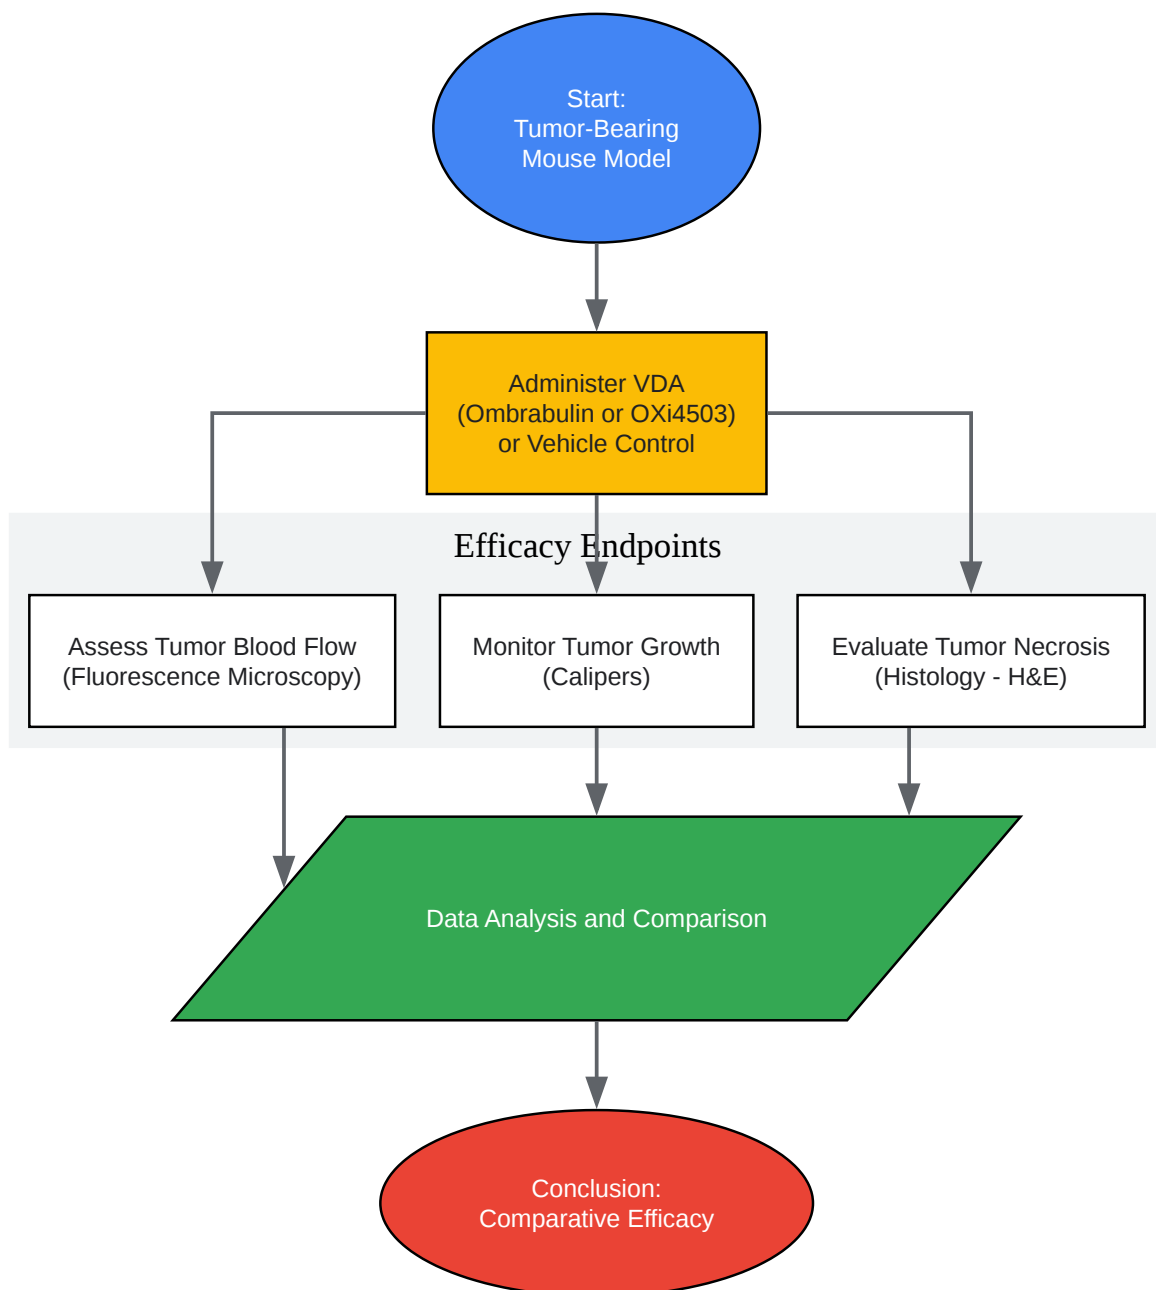 Start:
Tumor-Bearing
Mouse Model
Administer VDA
(Ombrabulin or OXi4503)
or Vehicle Control
Efficacy Endpoints
Assess Tumor Blood Flow
(Fluorescence Microscopy)
Monitor Tumor Growth
(Calipers)
Evaluate Tumor Necrosis
(Histology - H&E)
Data Analysis and Comparison
Conclusion:
Comparative Efficacy